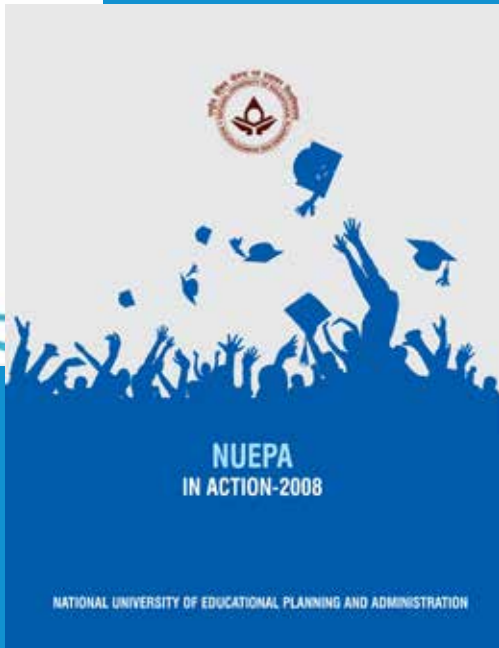 NUEPA
IN ACTION-2008
NATIONAL UNIVERSITY OF EDUCATIONAL PLANNING AND ADMINISTRATION